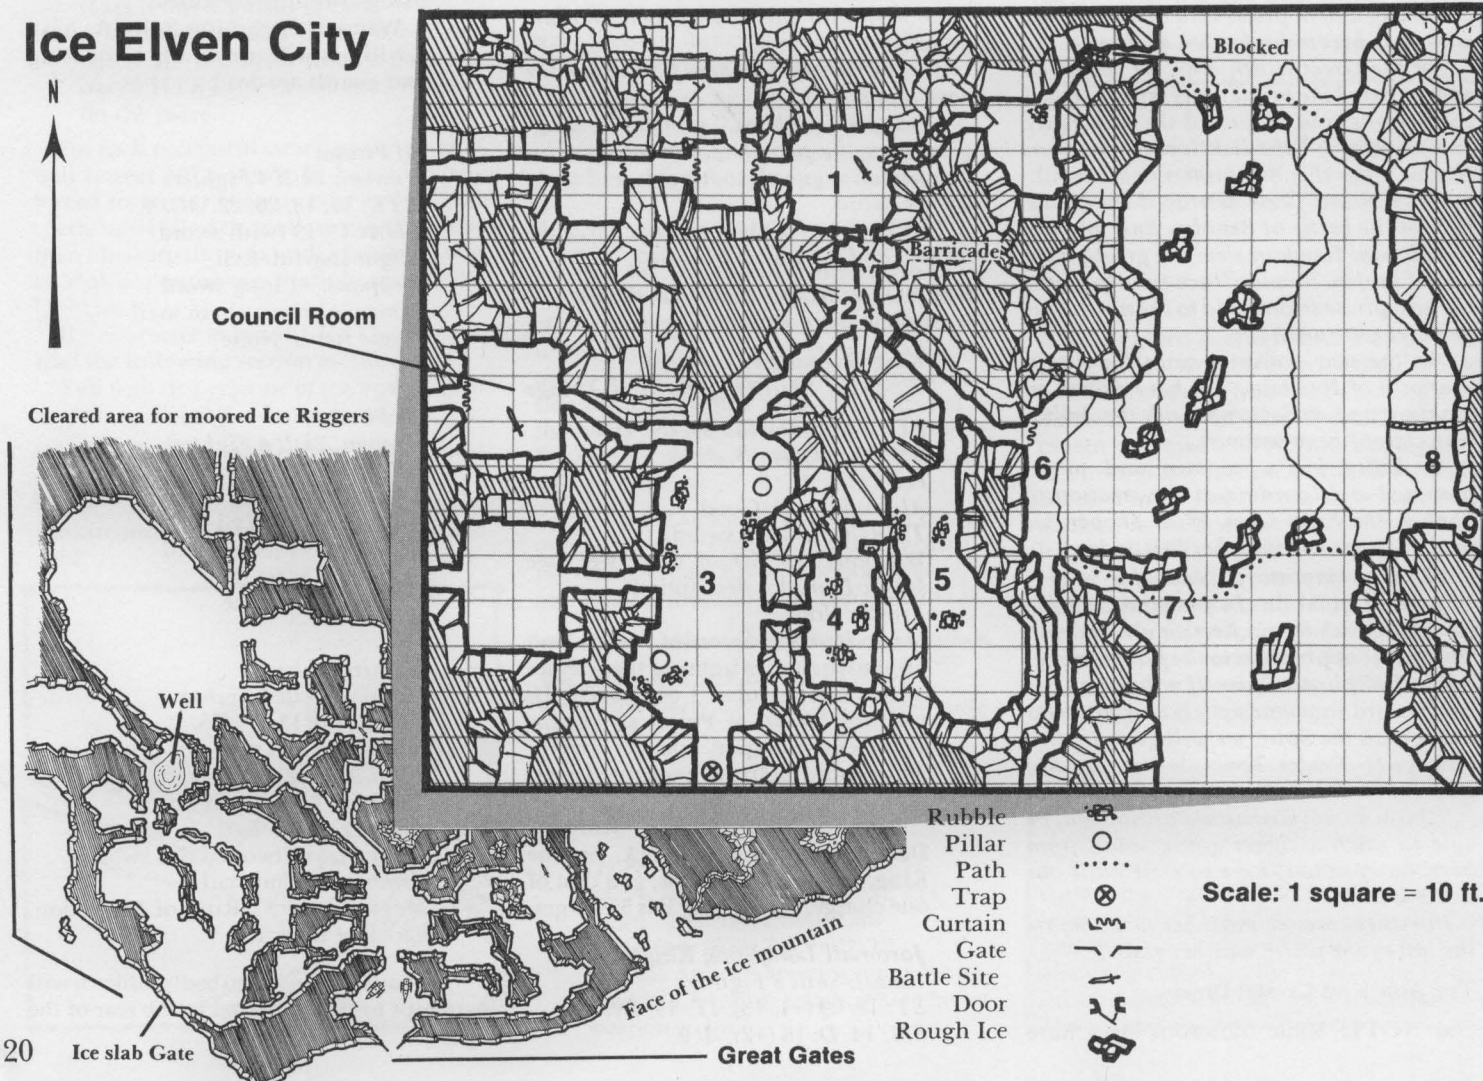 Ice Elven City
N
Blocked
1
Barricade
2
Council Room
Cleared area for moored Ice Riggers
6
8
9
3
5
4
7
Well
Rubble
Pillar
Path
Trap
Curtain
Gate
Battle Site
Door
Rough Ice
Scale: 1 square = 10 ft.
Face of the ice mountain
20
Ice slab Gate
Great Gates